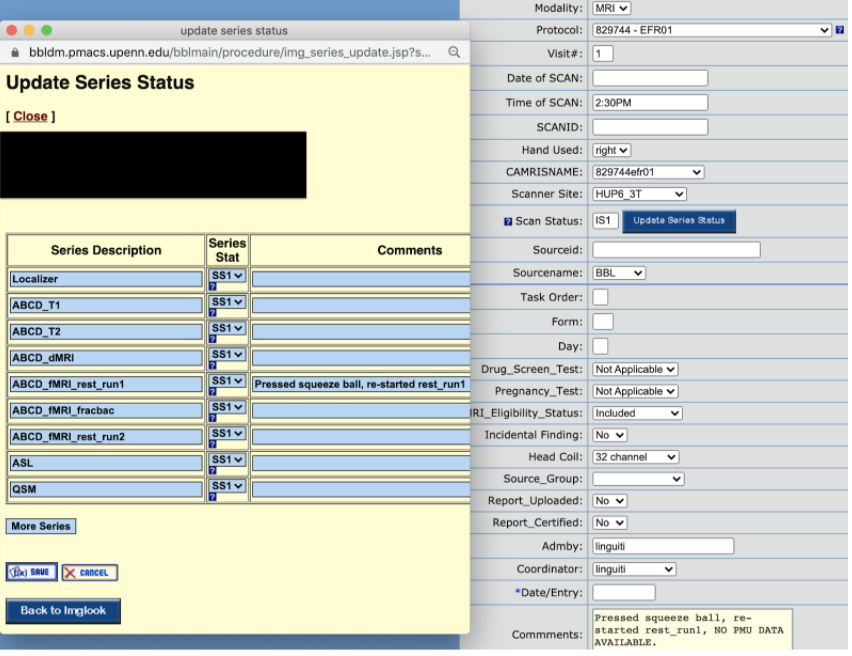 update series status
bbldm.pmacs.upenn.edu/bblmain/procedure/img_series_update.jsp?s...
Update Series Status
[ Close ]
Series Description Series Stat Comments
Localizer SS1
?
ABCD_T1 SS1
?
ABCD_T2 SS1
?
ABCD_dMRI SS1
?
ABCD_fMRI_rest_run1 SS1 Pressed squeeze ball, re-started rest_run1
?
ABCD_fMRI_fracbac SS1
?
ABCD_fMRI_rest_run2 SS1
?
ASL SS1
?
QSM SS1
?
More Series
SAVE CANCEL
Back to Imglook
Modality: MRI
Protocol: 829744 - EFR01 ?
Visit#: 1
Date of SCAN:
Time of SCAN: 2:30PM
SCANID:
Hand Used: right
CAMRISNAME: 829744efr01
Scanner Site: HUP6_3T
? Scan Status: IS1 Update Series Status
Sourceid:
Sourcename: BBL
Task Order:
Form:
Day:
Drug_Screen_Test: Not Applicable
Pregnancy_Test: Not Applicable
RI_Eligibility_Status: Included
Incidental Finding: No
Head Coil: 32 channel
Source_Group:
Report_Uploaded: No
Report_Certified: No
Admby: linguiti
Coordinator: linguiti
*Date/Entry:
Commments: Pressed squeeze ball, re-
started rest_run1, NO PMU DATA
AVAILABLE.